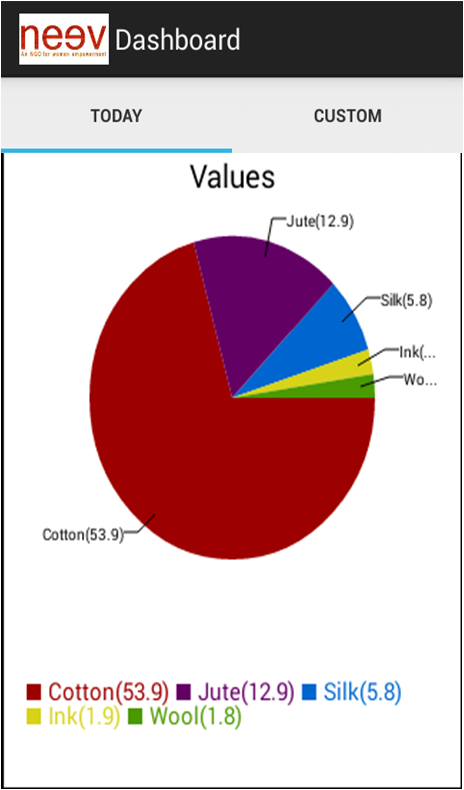 neev Dashboard
An NGO for women empowerment
TODAY CUSTOM
Values
Jute(12.9)
Silk(5.8)
Ink(...
Wo...
Cotton(53.9)
Cotton(53.9) Jute(12.9) Silk(5.8)
Ink(1.9) Wool(1.8)